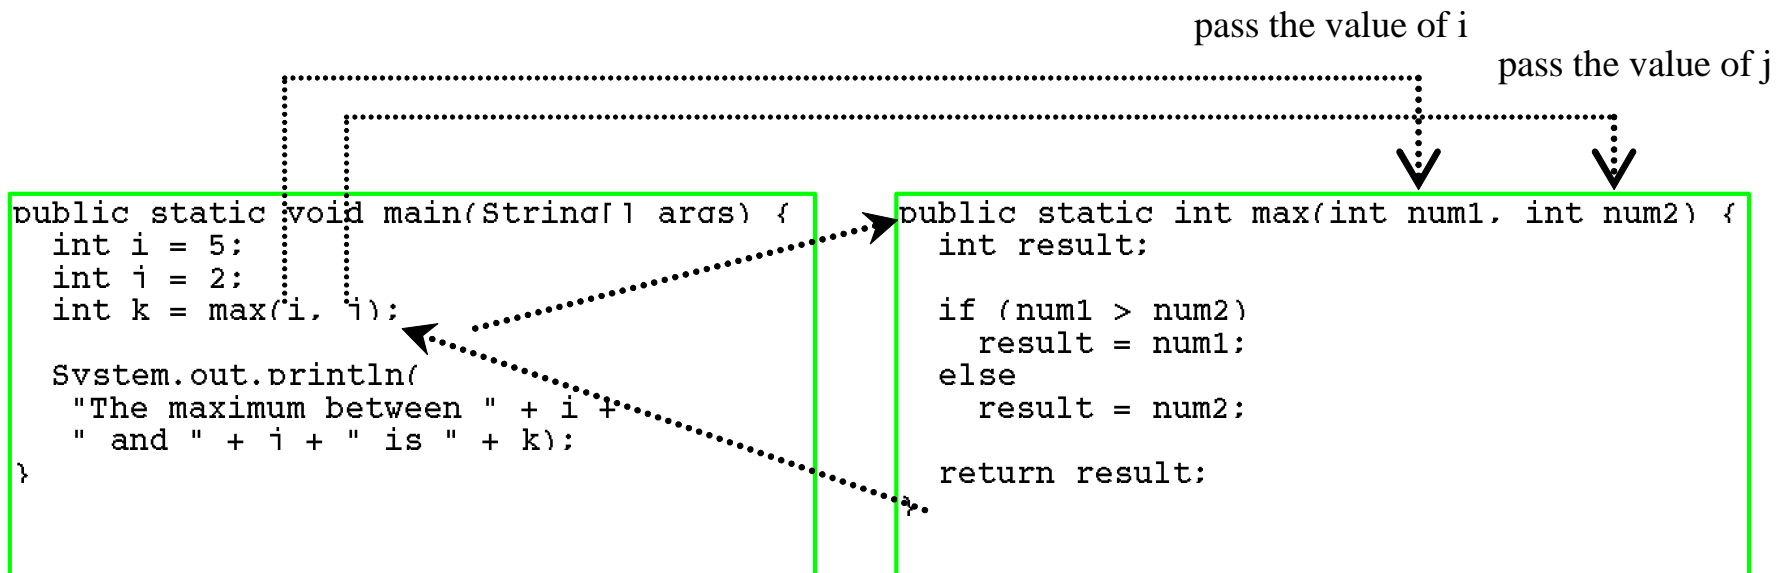 pass the value of i
pass the value of j
public static void main(String[] args) {
  int i = 5;
  int j = 2;
  int k = max(i, j);

  System.out.println(
   "The maximum between " + i +
   " and " + j + " is " + k);
}
public static int max(int num1, int num2) {
  int result;

  if (num1 > num2)
    result = num1;
  else
    result = num2;

  return result;
}